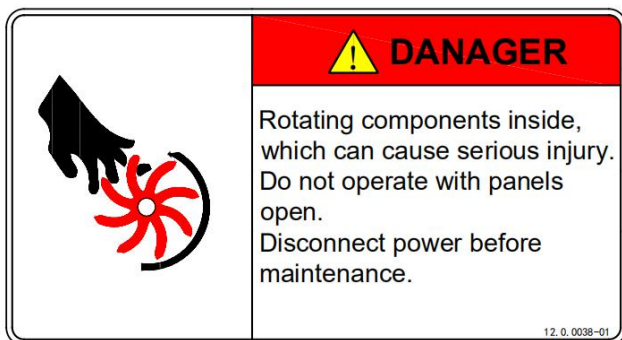 DANAGER
Rotating components inside,
which can cause serious injury.
Do not operate with panels
open.
Disconnect power before
maintenance.
12.0.0038-01